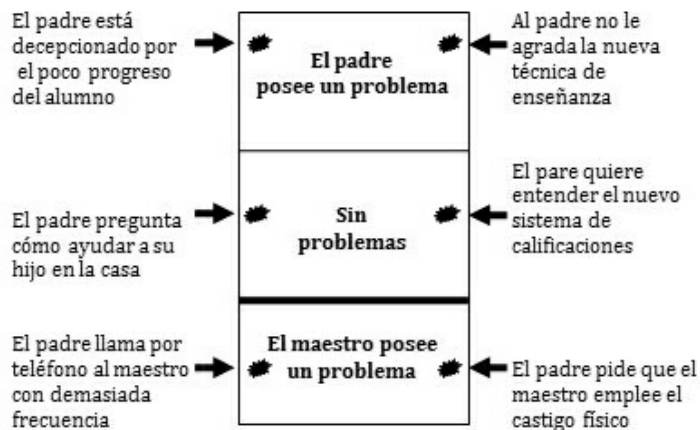 El padre está
decepcionado por
el poco progreso
del alumno
El padre
posee un problema
Al padre no le
agrada la nueva
técnica de
enseñanza
El padre pregunta
cómo ayudar a su
hijo en la casa
Sin
problemas
El pare quiere
entender el nuevo
sistema de
calificaciones
El padre llama por
teléfono al maestro
con demasiada
frecuencia
El maestro posee
un problema
El padre pide que el
maestro emplee el
castigo físico